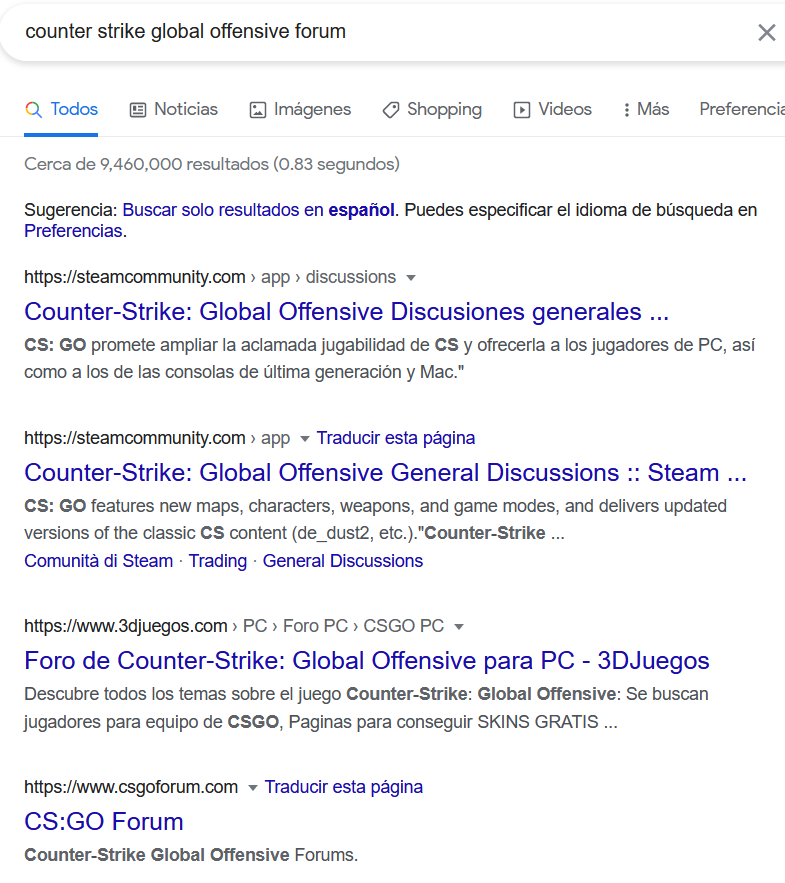 counter strike global offensive forum
Todos Noticias Imágenes Shopping Videos Más Preferencia
Cerca de 9,460,000 resultados (0.83 segundos)
Sugerencia: Buscar solo resultados en español. Puedes especificar el idioma de búsqueda en
Preferencias.
https://steamcommunity.com › app › discussions
Counter-Strike: Global Offensive Discusiones generales ...
CS: GO promete ampliar la aclamada jugabilidad de CS y ofrecerla a los jugadores de PC, así
como a los de las consolas de última generación y Mac."
https://steamcommunity.com › app Traducir esta página
Counter-Strike: Global Offensive General Discussions :: Steam ...
CS: GO features new maps, characters, weapons, and game modes, and delivers updated
versions of the classic CS content (de_dust2, etc.)."Counter-Strike ...
Comunità di Steam · Trading · General Discussions
https://www.3djuegos.com › PC › Foro PC › CSGO PC
Foro de Counter-Strike: Global Offensive para PC - 3DJuegos
Descubre todos los temas sobre el juego Counter-Strike: Global Offensive: Se buscan
jugadores para equipo de CSGO, Paginas para conseguir SKINS GRATIS ...
https://www.csgoforum.com Traducir esta página
CS:GO Forum
Counter-Strike Global Offensive Forums.